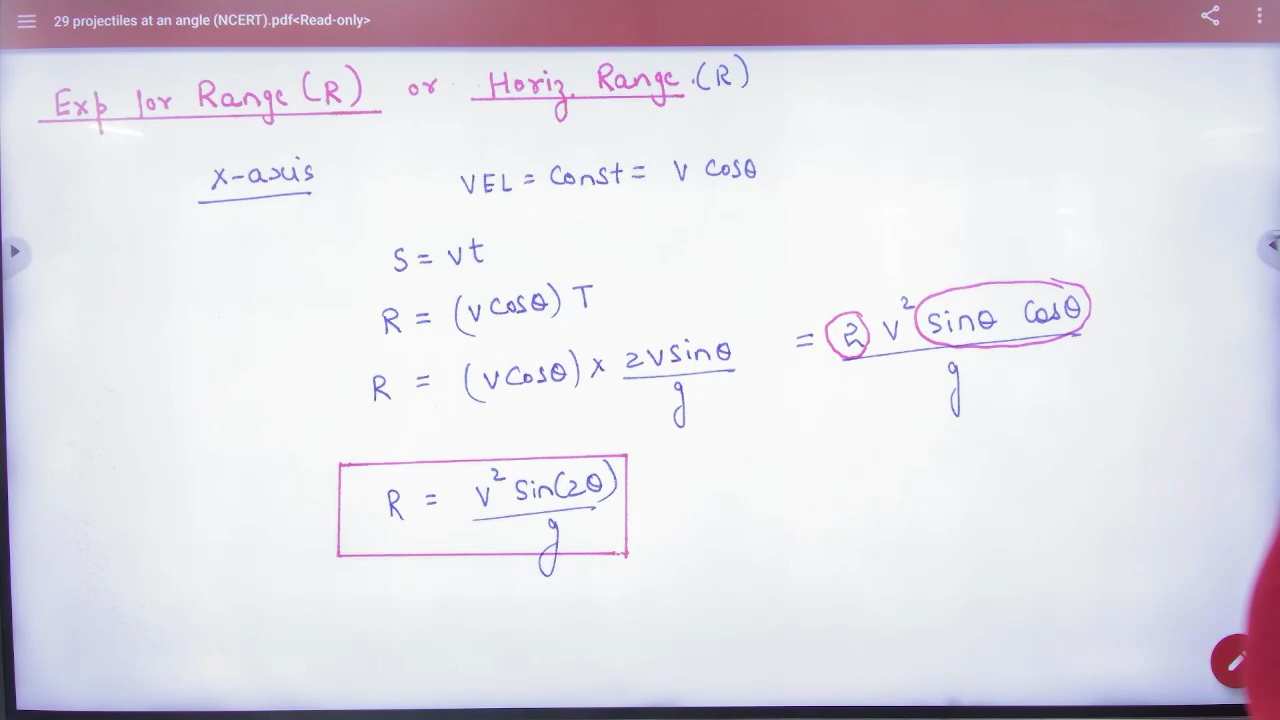 29 projectiles at an angle (NCERT).pdf<Read-only>
Exp for Range (R) or Horiz. Range.(R)
x-axis VEL = Const = v cosθ
S = vt
R = (v cosθ) T
R = (v cosθ) × 2v sinθ / g = 2 v² sinθ cosθ / g
R = v² sin(2θ) / g